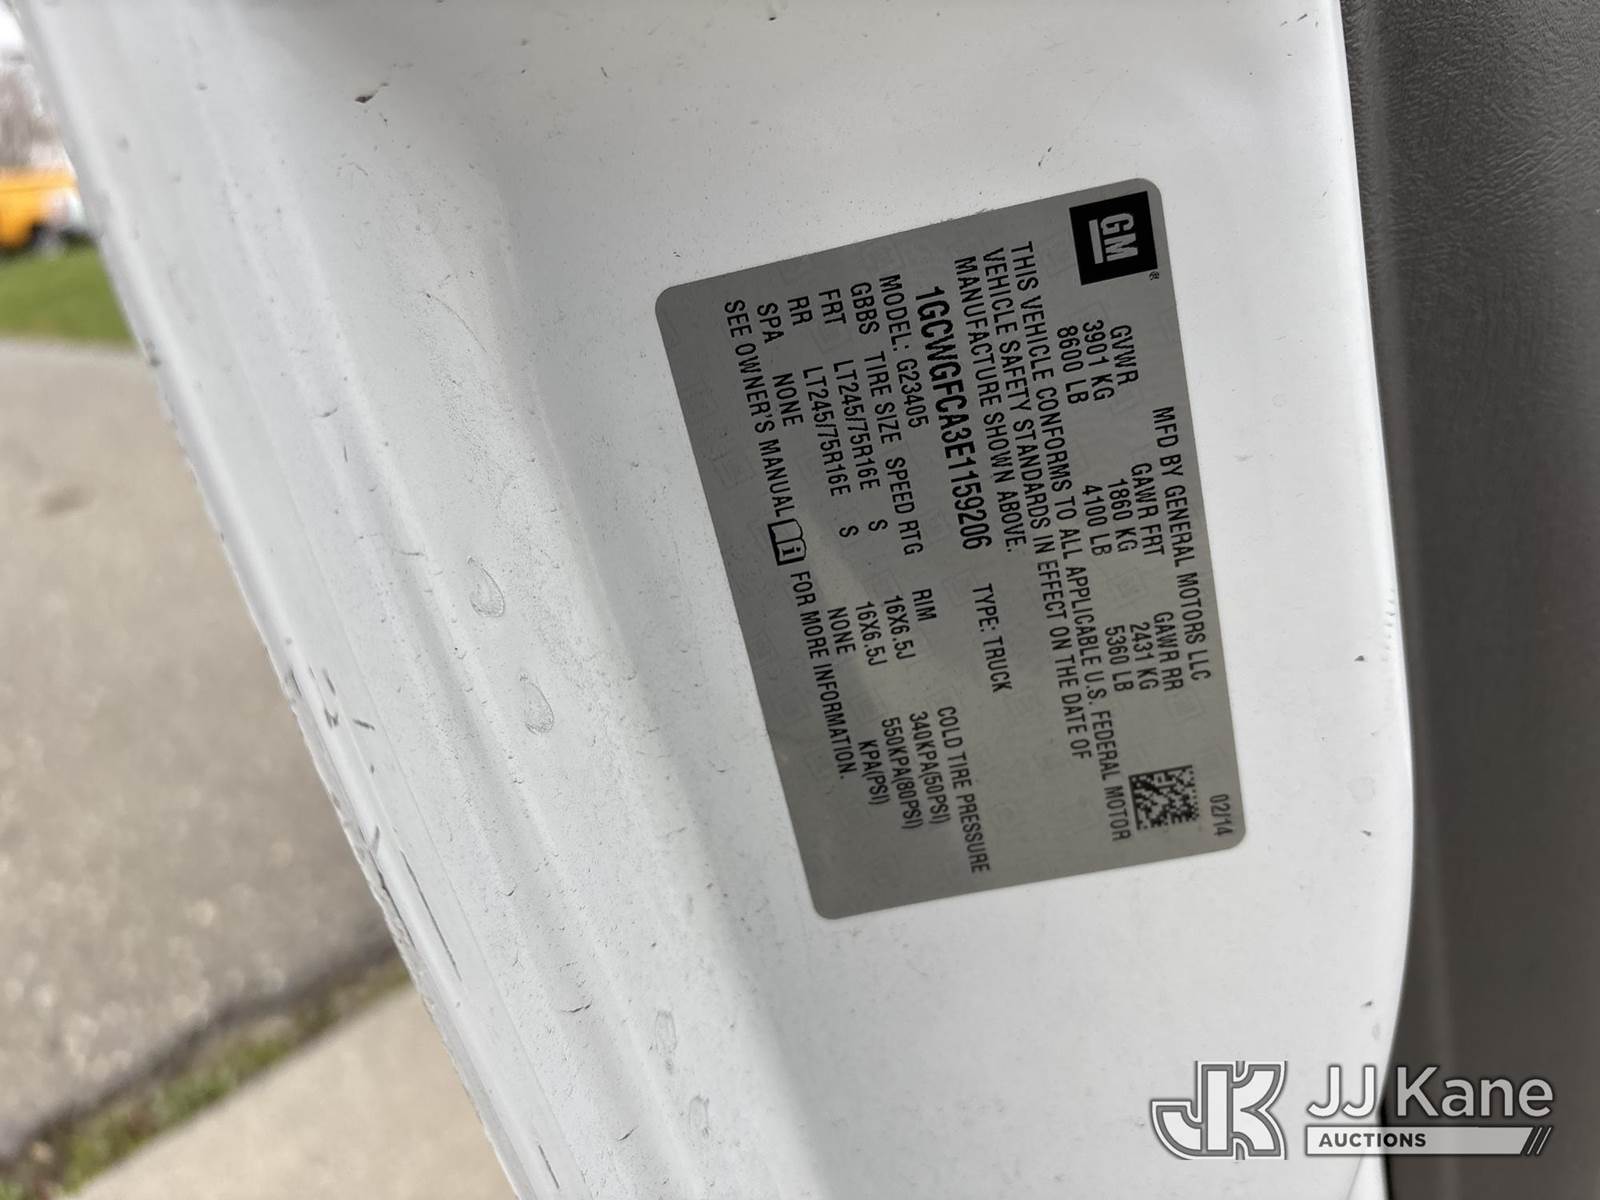 GM
®
MFD BY GENERAL MOTORS LLC 02/14
GVWR GAWR FRT GAWR RR
3901 KG 1860 KG 2431 KG
8600 LB 4100 LB 5360 LB
THIS VEHICLE CONFORMS TO ALL APPLICABLE U.S. FEDERAL MOTOR
VEHICLE SAFETY STANDARDS IN EFFECT ON THE DATE OF
MANUFACTURE SHOWN ABOVE.
1GCWGFCA3E1159206 TYPE: TRUCK
MODEL: G23405
GBBS TIRE SIZE SPEED RTG RIM COLD TIRE PRESSURE
FRT LT245/75R16E S 16X6.5J 340KPA(50PSI)
RR LT245/75R16E S 16X6.5J 550KPA(80PSI)
SPA NONE NONE KPA(PSI)
SEE OWNER'S MANUAL i FOR MORE INFORMATION.
JK JJ Kane
AUCTIONS